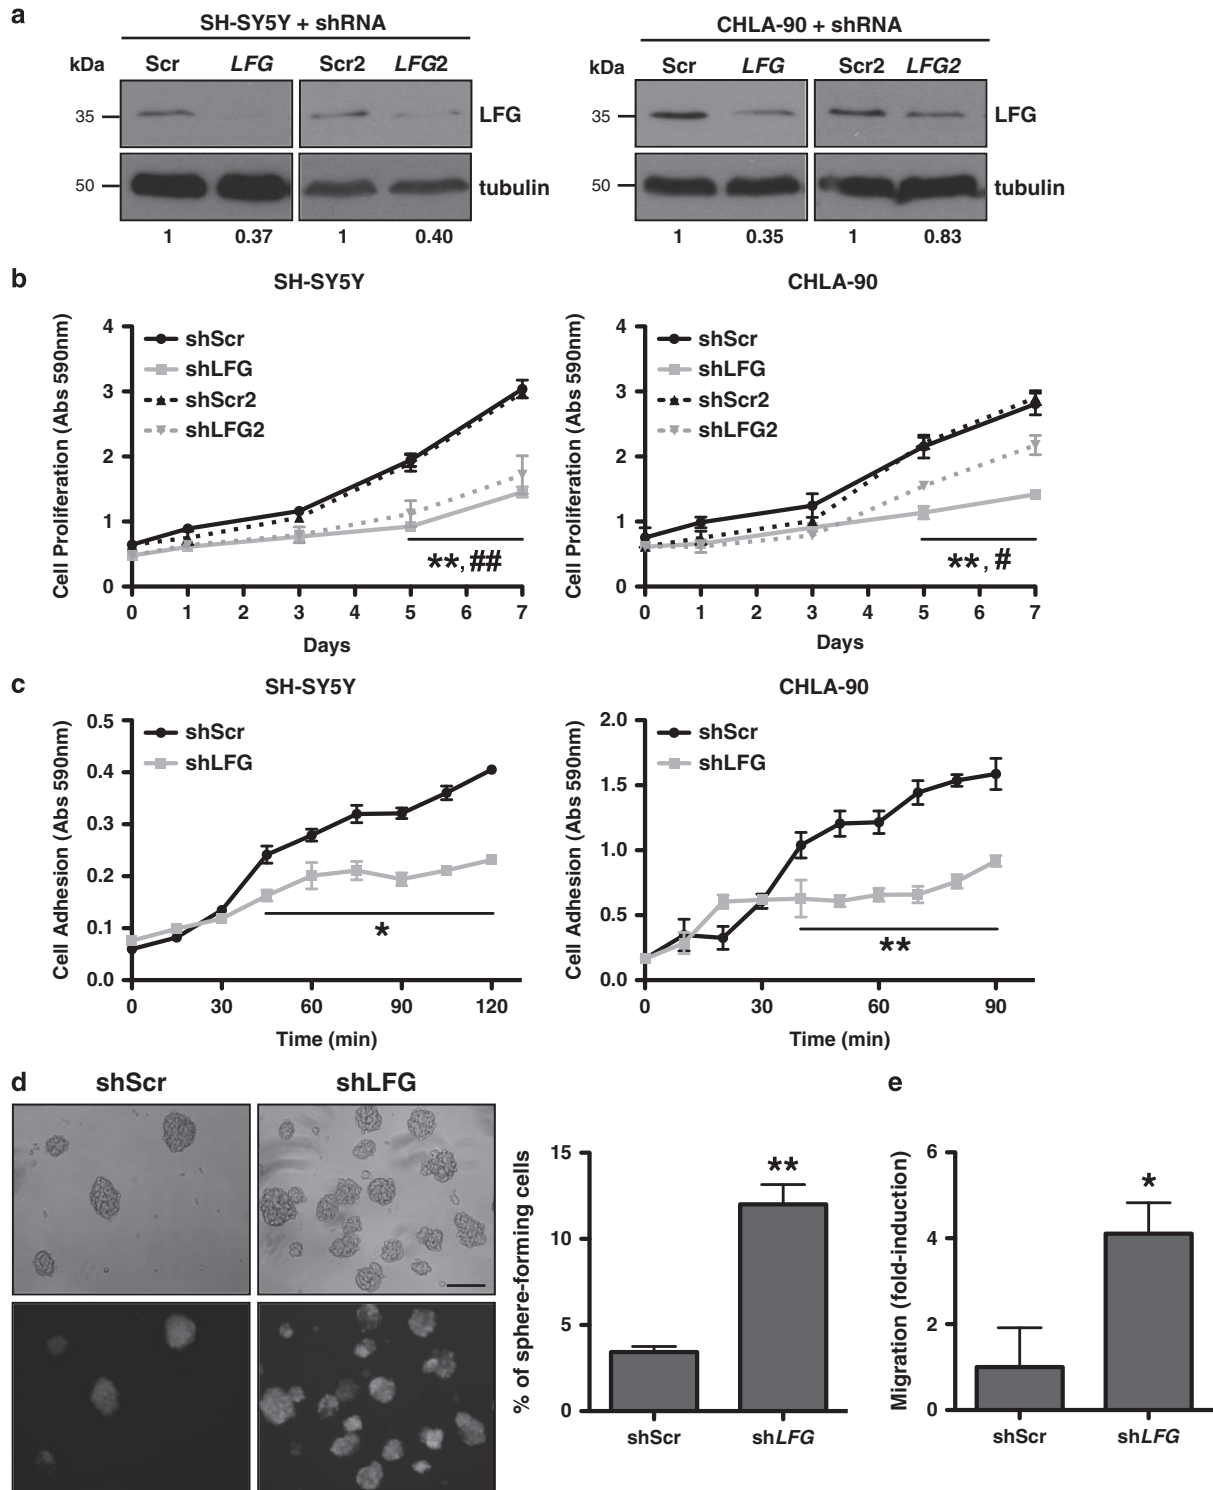 a
SH-SY5Y + shRNA
CHLA-90 + shRNA
kDa Scr LFG Scr2 LFG2
kDa Scr LFG Scr2 LFG2
35 LFG
35 LFG
50 tubulin
50 tubulin
1 0.37 1 0.40
1 0.35 1 0.83
b
SH-SY5Y
Cell Proliferation (Abs 590nm)
4
3
2
1
0
shScr
shLFG
shScr2
shLFG2
**, ##
0 1 2 3 4 5 6 7
Days
CHLA-90
Cell Proliferation (Abs 590nm)
4
3
2
1
0
shScr
shLFG
shScr2
shLFG2
**, #
0 1 2 3 4 5 6 7
Days
c
SH-SY5Y
Cell Adhesion (Abs 590nm)
0.5
0.4
0.3
0.2
0.1
0.0
shScr
shLFG
*
0 30 60 90 120
Time (min)
CHLA-90
Cell Adhesion (Abs 590nm)
2.0
1.5
1.0
0.5
0.0
shScr
shLFG
**
0 30 60 90
Time (min)
d
shScr shLFG
% of sphere-forming cells
15
10
5
0
**
shScr shLFG
e
Migration (fold-induction)
6
4
2
0
*
shScr shLFG